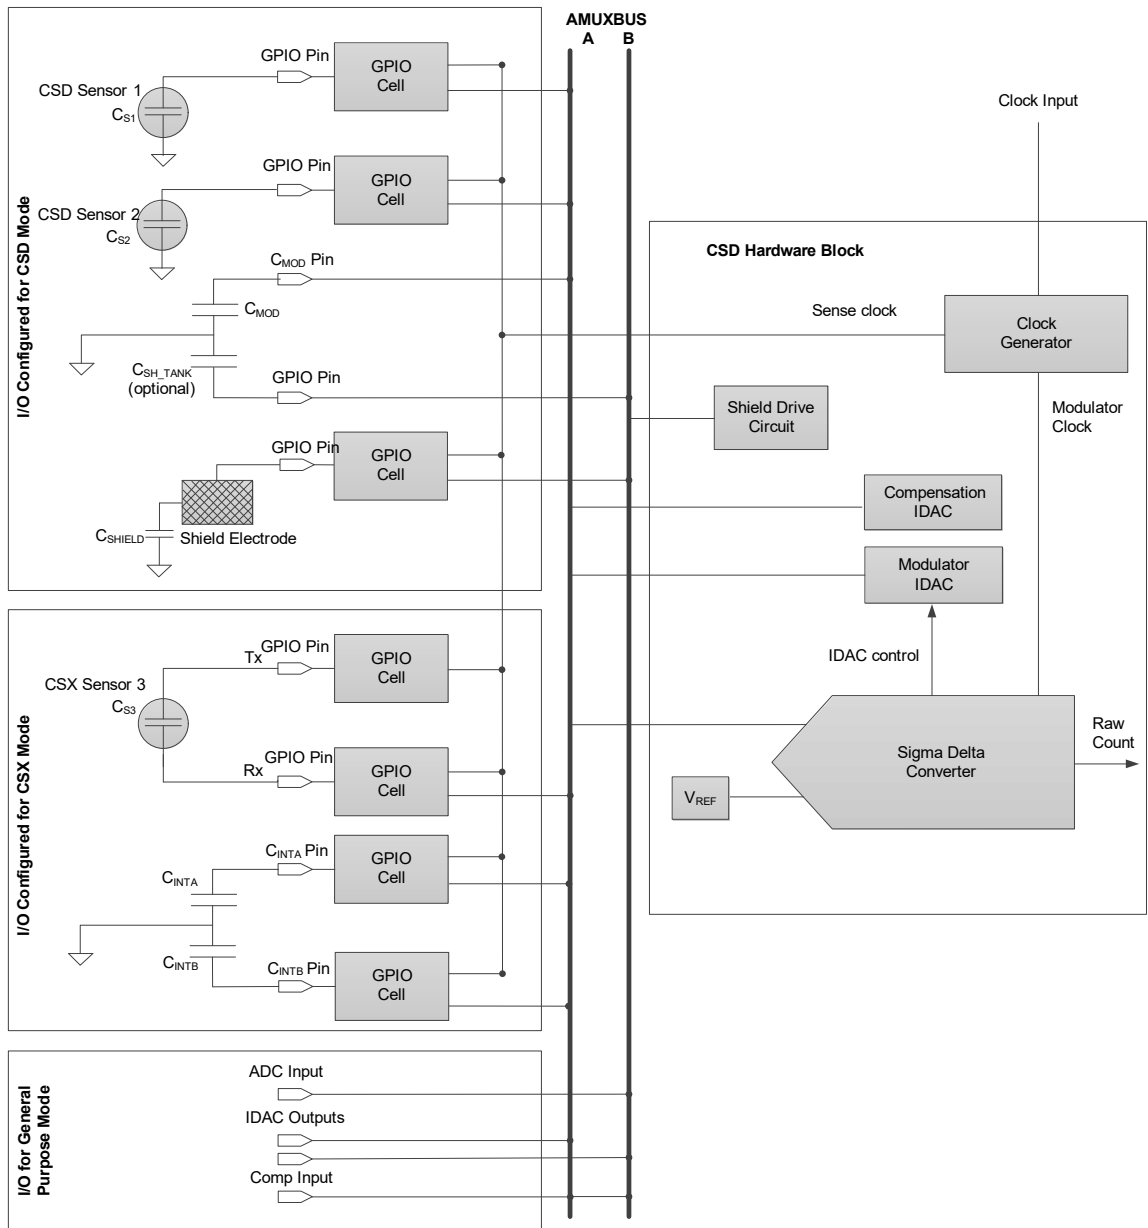 AMUXBUS
A B
I/O Configured for CSD Mode
GPIO Pin
GPIO
Cell
CSD Sensor 1
CS1
GPIO Pin
GPIO
Cell
CSD Sensor 2
CS2
CMOD Pin
CMOD
CSH_TANK
(optional)
GPIO Pin
GPIO Pin
GPIO
Cell
CSHIELD
Shield Electrode
I/O Configured for CSX Mode
GPIO Pin
Tx
GPIO
Cell
CSX Sensor 3
CS3
GPIO Pin
Rx
GPIO
Cell
CINTA Pin
GPIO
Cell
CINTA
CINTB
CINTB Pin
GPIO
Cell
I/O for General
Purpose Mode
ADC Input
IDAC Outputs
Comp Input
Clock Input
CSD Hardware Block
Sense clock
Clock
Generator
Shield Drive
Circuit
Modulator
Clock
Compensation
IDAC
Modulator
IDAC
IDAC control
Sigma Delta
Converter
Raw
Count
VREF